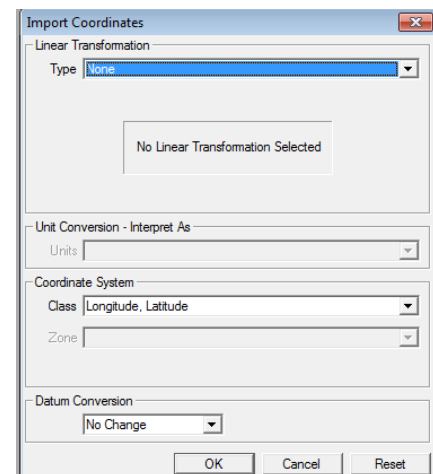 Import Coordinates
Linear Transformation
Type None
No Linear Transformation Selected
Unit Conversion - Interpret As
Units
Coordinate System
Class Longitude, Latitude
Zone
Datum Conversion
No Change
OK Cancel Reset